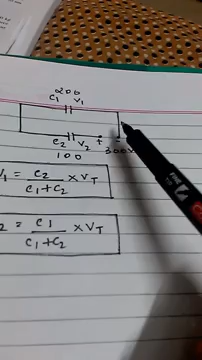 200
C1 V1
C2 V2 + -
100 300V
V1 = C2 / C1+C2 × VT
2 = C1 / C1+C2 × VT